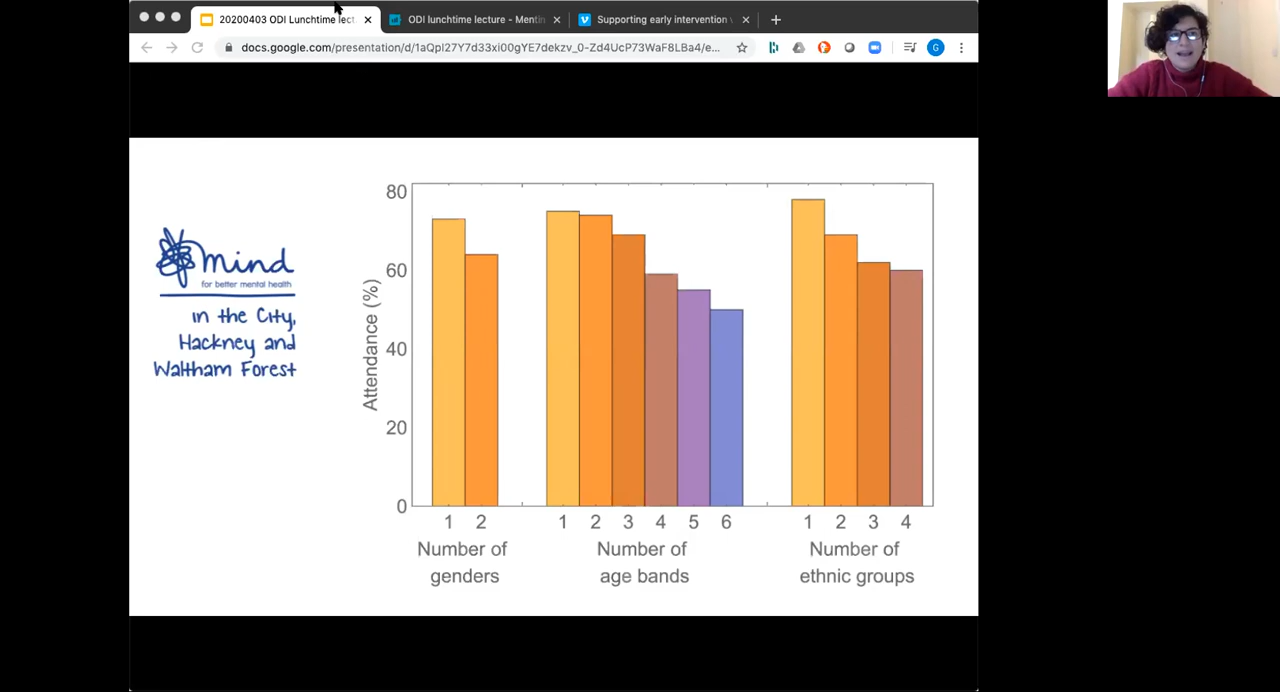 20200403 ODI Lunchtime lect
ODI lunchtime lecture - Mentin
Supporting early intervention
docs.google.com/presentation/d/1aQpl27Y7d33xi00gYE7dekzv_0-Zd4UcP73WaF8LBa4/e...
G
mind
for better mental health
in the City,
Hackney and
Waltham Forest
Attendance (%)
80
60
40
20
0
1 2
Number of
genders
1 2 3 4 5 6
Number of
age bands
1 2 3 4
Number of
ethnic groups